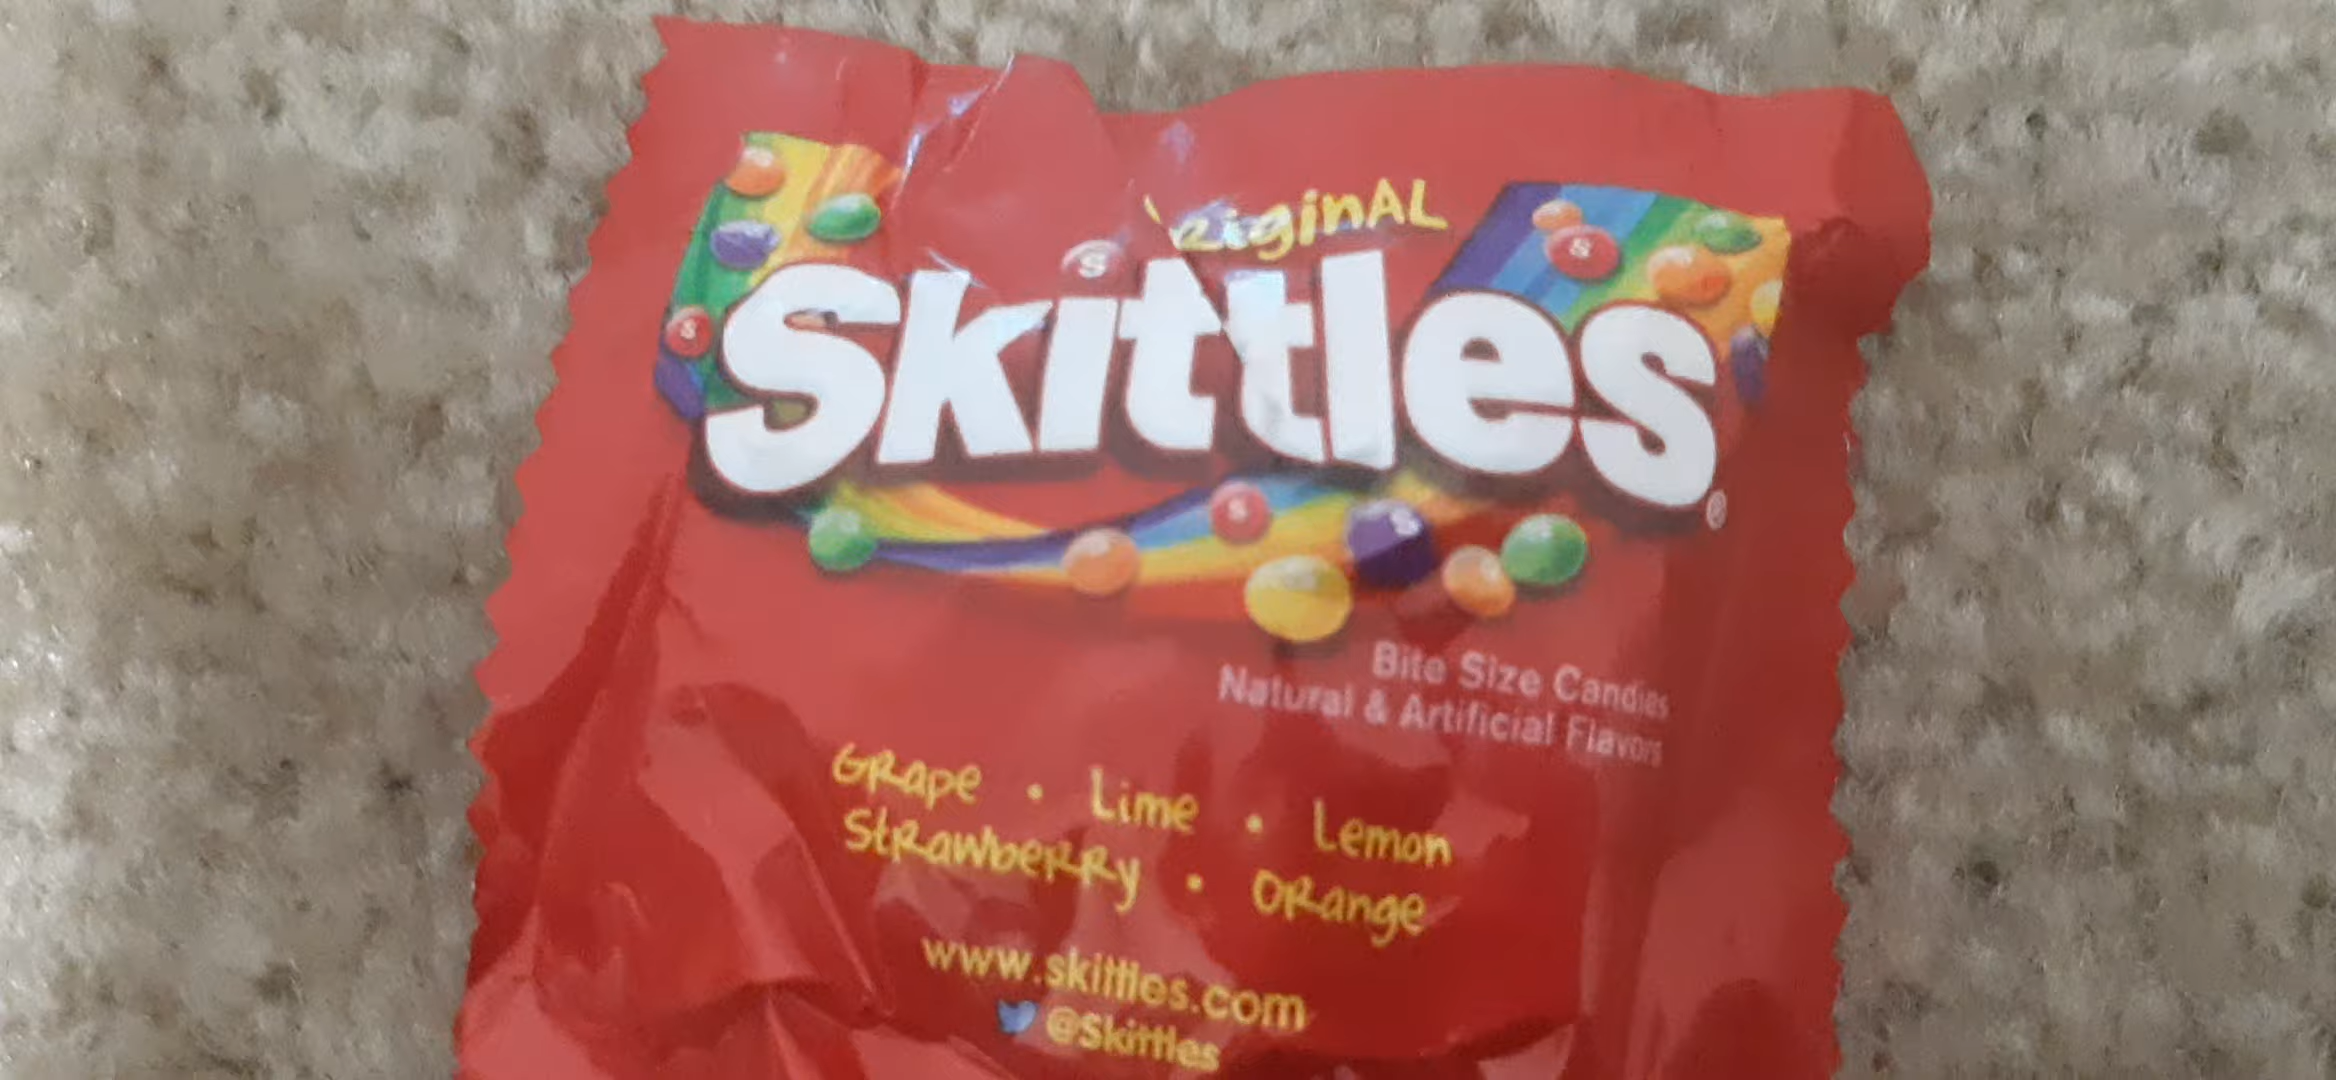 Original
Skittles®
Bite Size Candies
Natural & Artificial Flavors
Grape • Lime • Lemon
Strawberry • Orange
www.skittles.com
@Skittles